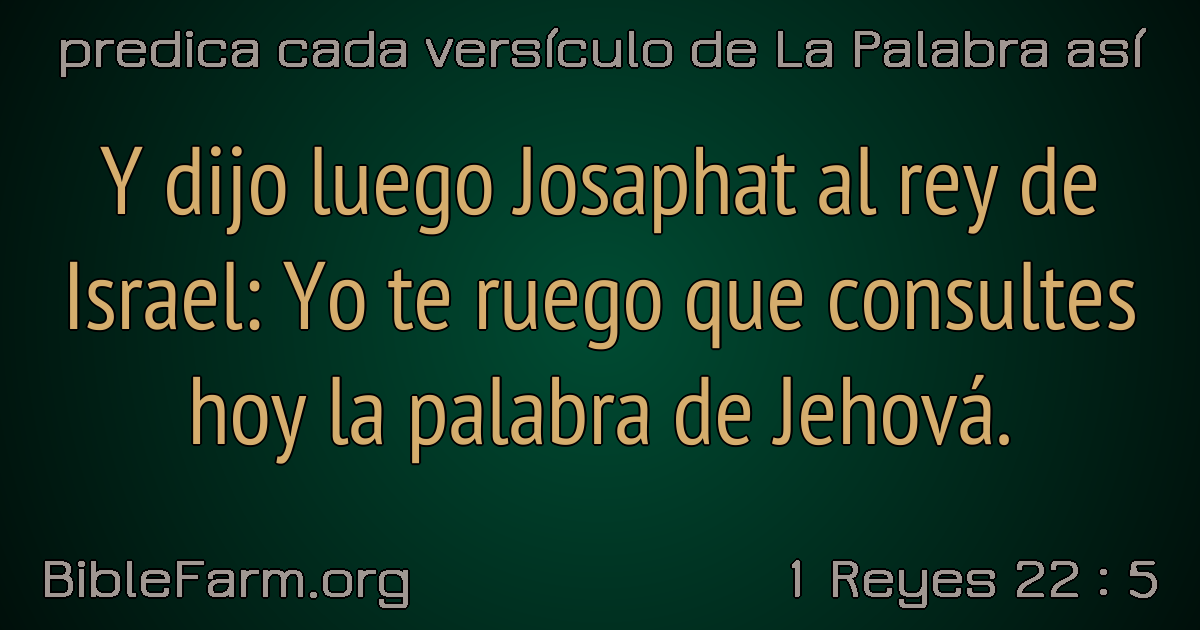 predica cada versículo de La Palabra así
Y dijo luego Josaphat al rey de
Israel: Yo te ruego que consultes
hoy la palabra de Jehová.
BibleFarm.org
1 Reyes 22 : 5